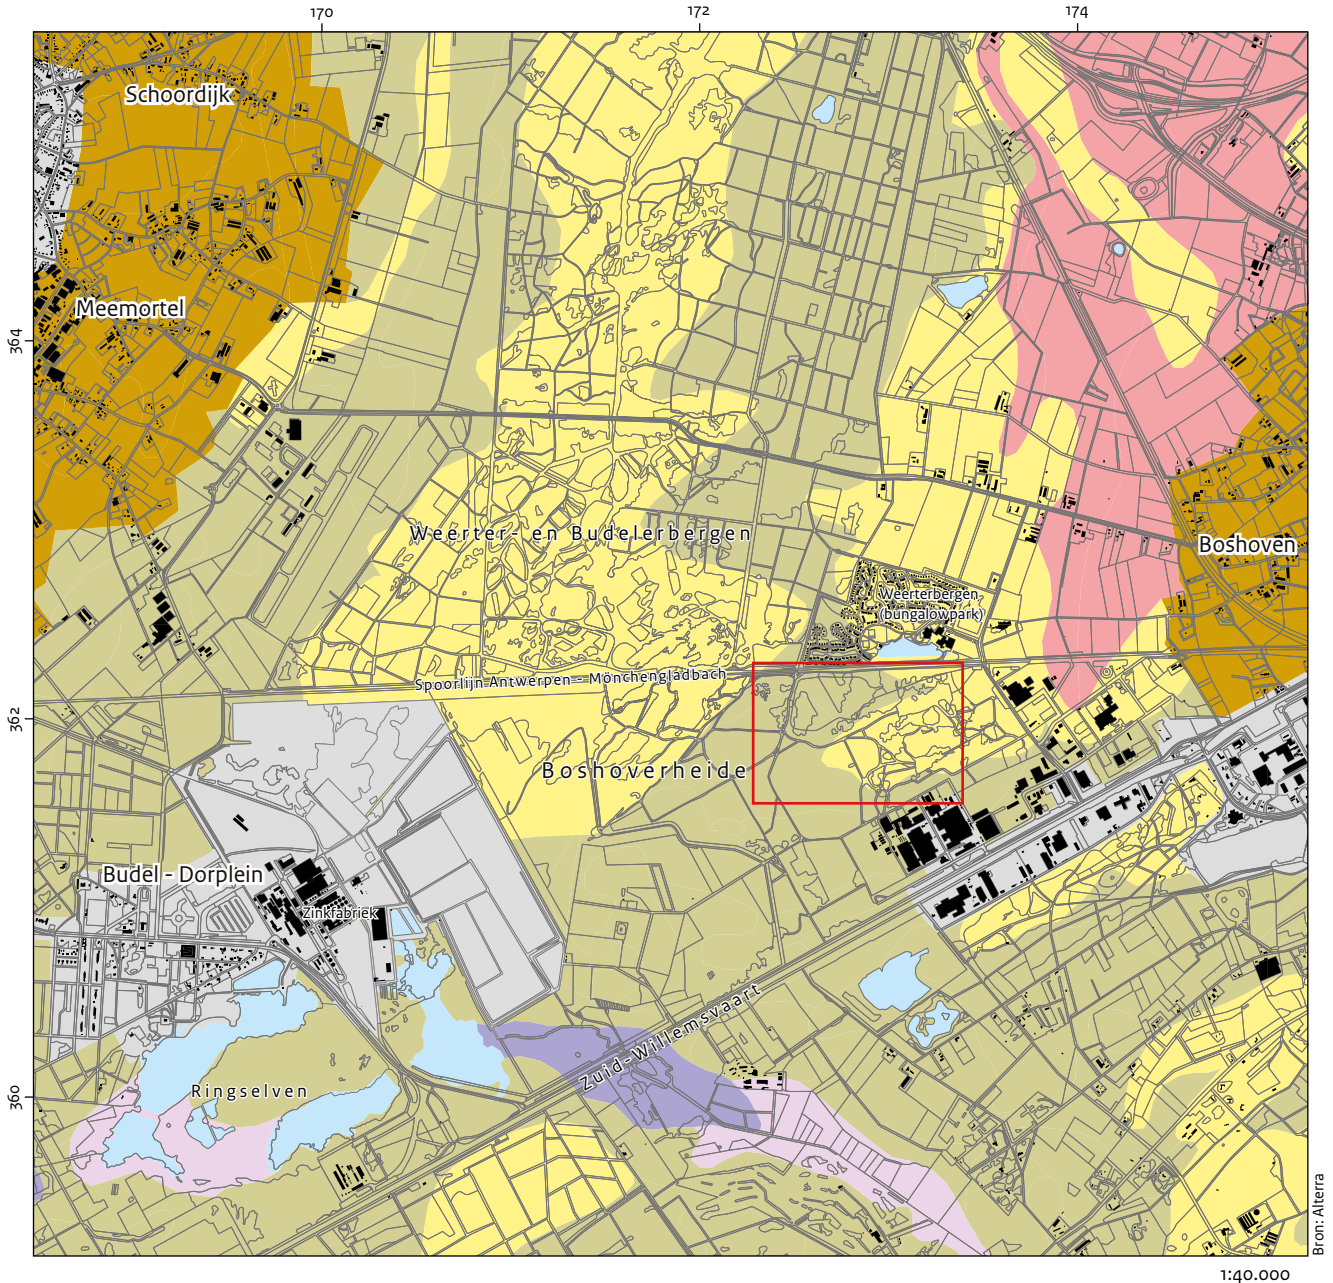 170
172
174
Schoordijk
Meemortel
364
Weerter- en Budelerbergen
Boshoven
Weerterbergen
(bungalowpark)
Spoorlijn Antwerpen - Mönchengladbach
362
Boshoverheide
Budel - Dorplein
Zinkfabriek
Zuid-Willemsvaart
Ringselven
360
Bron: Alterra
1:40.000